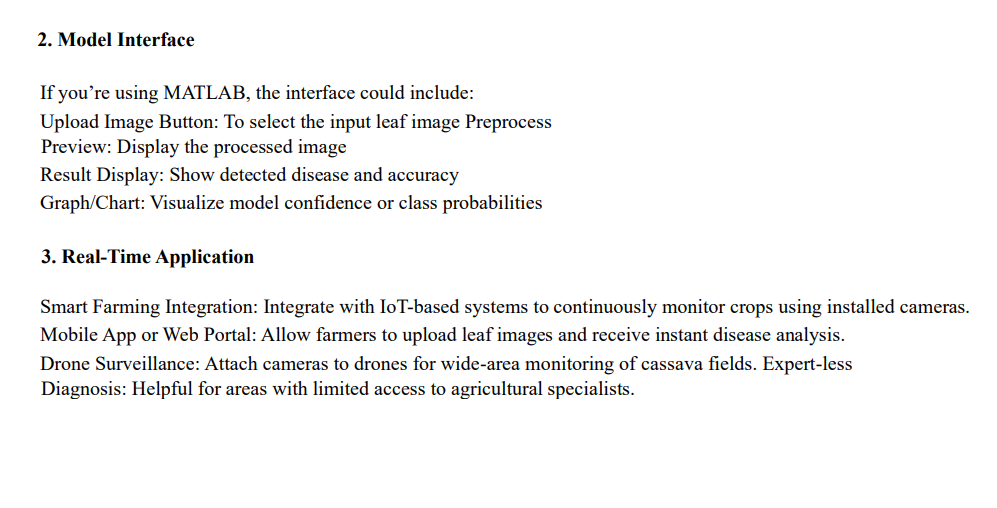 2. Model Interface
If you’re using MATLAB, the interface could include:
Upload Image Button: To select the input leaf image Preprocess
Preview: Display the processed image
Result Display: Show detected disease and accuracy
Graph/Chart: Visualize model confidence or class probabilities
3. Real-Time Application
Smart Farming Integration: Integrate with IoT-based systems to continuously monitor crops using installed cameras.
Mobile App or Web Portal: Allow farmers to upload leaf images and receive instant disease analysis.
Drone Surveillance: Attach cameras to drones for wide-area monitoring of cassava fields. Expert-less
Diagnosis: Helpful for areas with limited access to agricultural specialists.